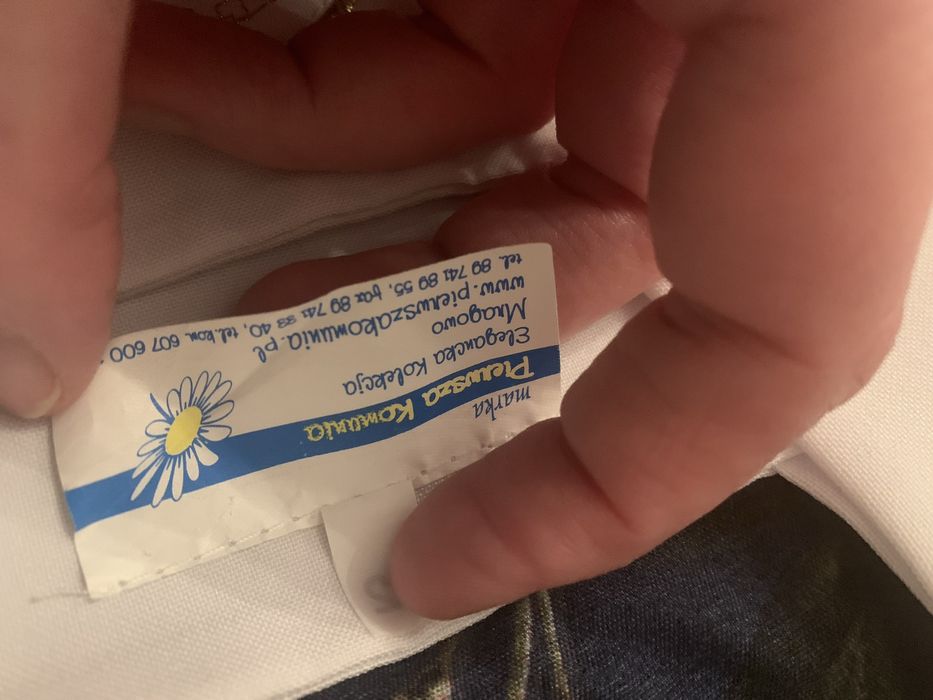 marka
Pierwsza Komunia
Elegancka Kolekcja
Mrągowo
www.pierwszakomunia.pl
tel. 89 741 89 55, fax 89 741 33 40, tel.kom. 607 600